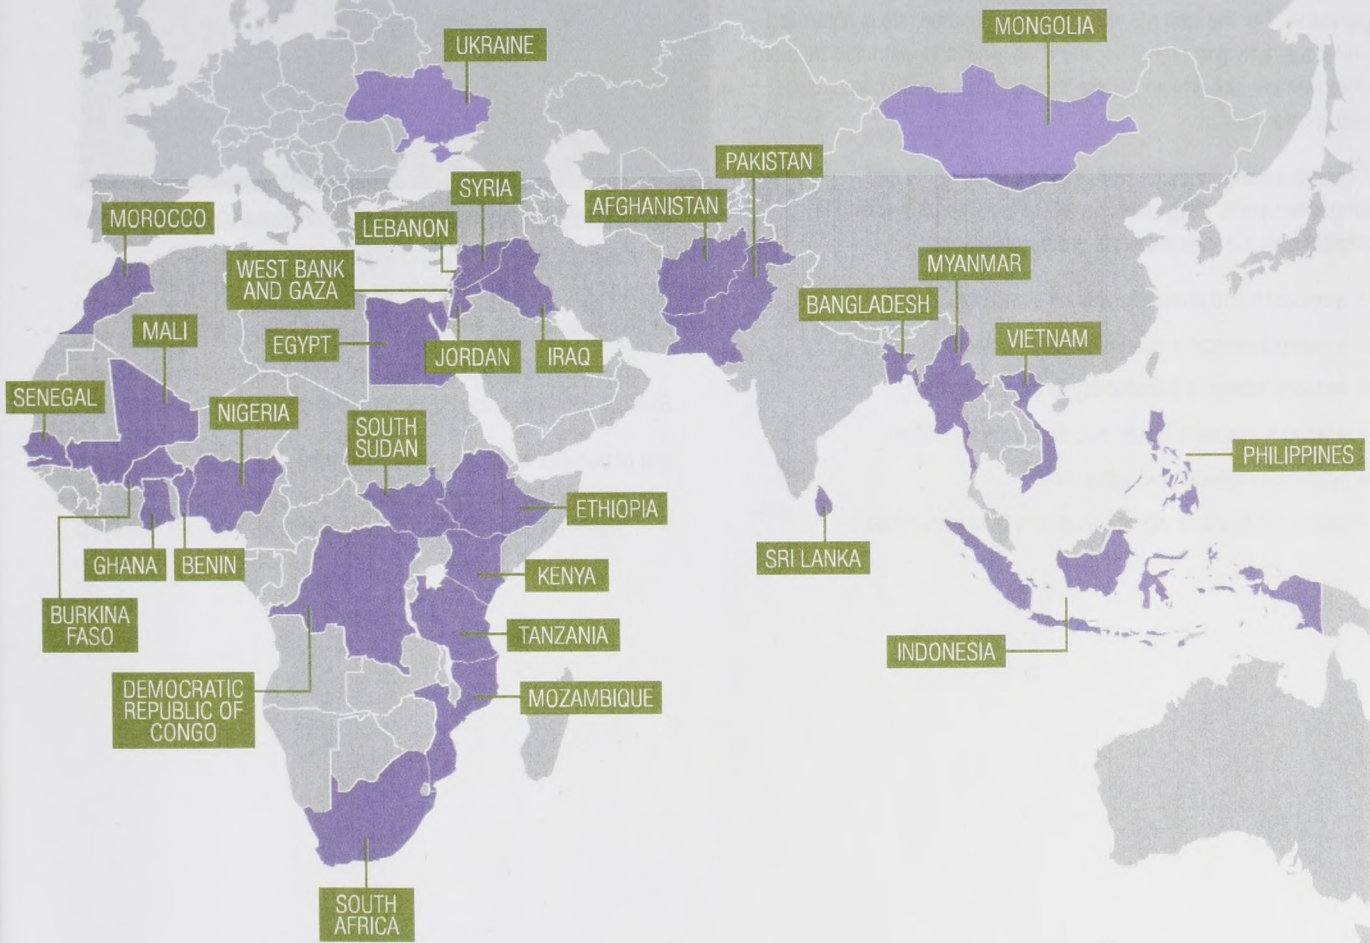 UKRAINE
MONGOLIA
PAKISTAN
SYRIA
AFGHANISTAN
MOROCCO
LEBANON
WEST BANK
AND GAZA
MYANMAR
BANGLADESH
MALI
EGYPT
JORDAN
IRAQ
VIETNAM
SENEGAL
NIGERIA
SOUTH
SUDAN
PHILIPPINES
ETHIOPIA
GHANA
BENIN
SRI LANKA
KENYA
BURKINA
FASO
TANZANIA
INDONESIA
DEMOCRATIC
REPUBLIC OF
CONGO
MOZAMBIQUE
SOUTH
AFRICA